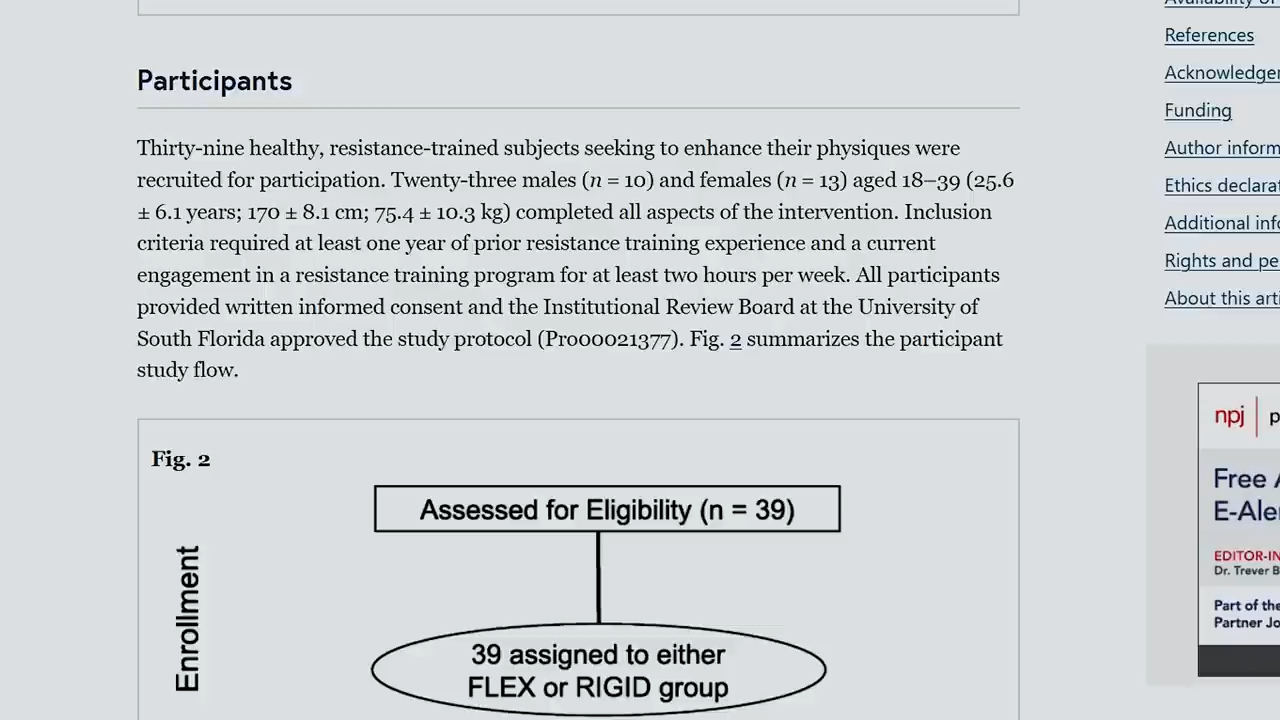 Participants
Thirty-nine healthy, resistance-trained subjects seeking to enhance their physiques were
recruited for participation. Twenty-three males (n = 10) and females (n = 13) aged 18–39 (25.6
± 6.1 years; 170 ± 8.1 cm; 75.4 ± 10.3 kg) completed all aspects of the intervention. Inclusion
criteria required at least one year of prior resistance training experience and a current
engagement in a resistance training program for at least two hours per week. All participants
provided written informed consent and the Institutional Review Board at the University of
South Florida approved the study protocol (Pro00021377). Fig. 2 summarizes the participant
study flow.
Fig. 2
Assessed for Eligibility (n = 39)
Enrollment
39 assigned to either
FLEX or RIGID group
References
Acknowledge
Funding
Author inform
Ethics declarat
Additional info
Rights and pe
About this arti
npj | p
Free
E-Ale
EDITOR-IN
Dr. Trever B
Part of the
Partner Jo